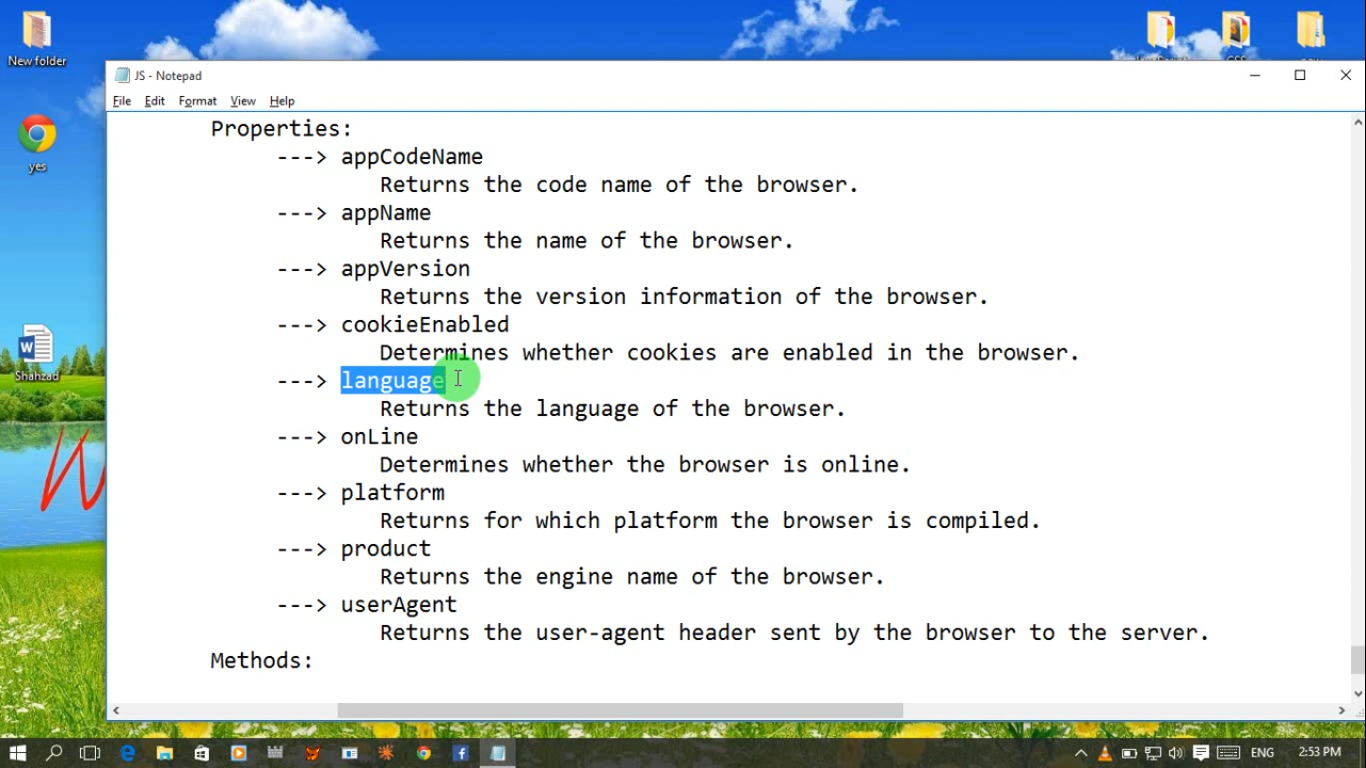 New folder
JS - Notepad
File Edit Format View Help
yes
Shahzad
Properties:
---> appCodeName
Returns the code name of the browser.
---> appName
Returns the name of the browser.
---> appVersion
Returns the version information of the browser.
---> cookieEnabled
Determines whether cookies are enabled in the browser.
---> language
Returns the language of the browser.
---> onLine
Determines whether the browser is online.
---> platform
Returns for which platform the browser is compiled.
---> product
Returns the engine name of the browser.
---> userAgent
Returns the user-agent header sent by the browser to the server.
Methods:
ENG 2:53 PM